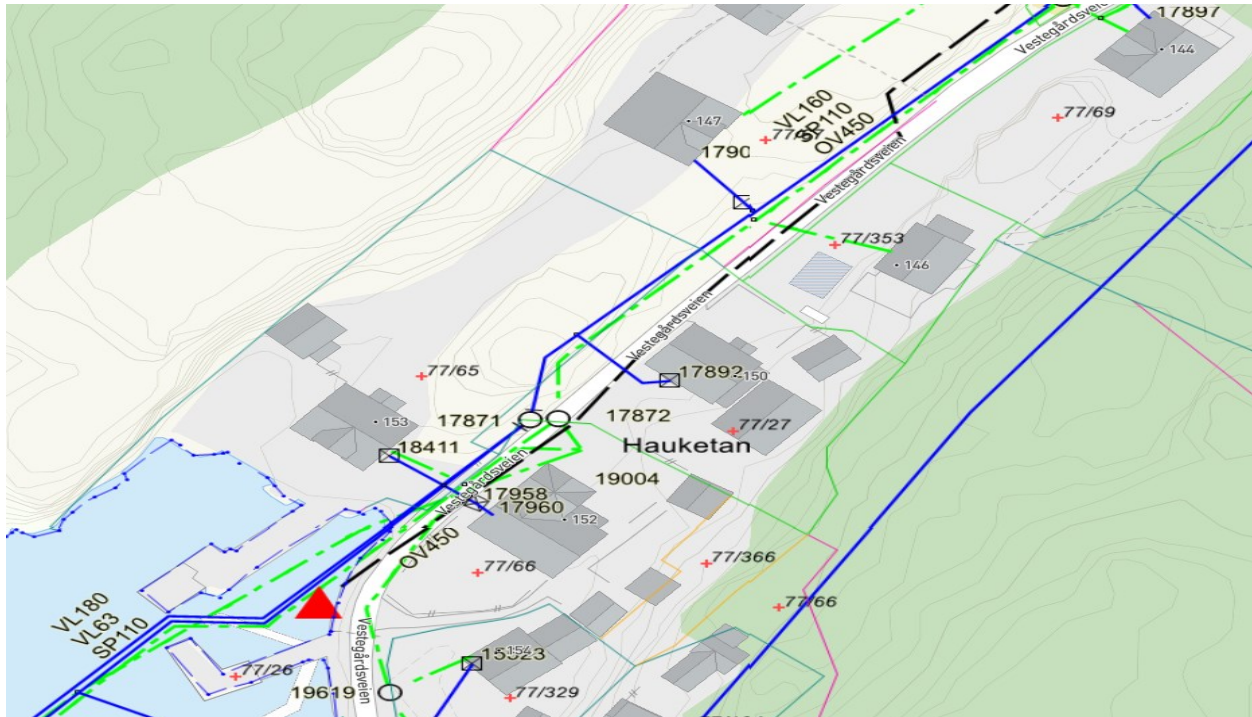 17897
Vestegårdsveien
144
147
VL160
SP110
OV450
77/69
1790
Vestegårdsveien
77/353
146
Vestegårdsveien
77/65
17892
150
153
17871
17872
77/27
Hauketan
18411
Vestegårdsveien
19004
17958
17960
152
OV450
77/66
77/366
77/66
VL180
VL63
SP110
Vestegårdsveien
154
77/26
19619
77/329